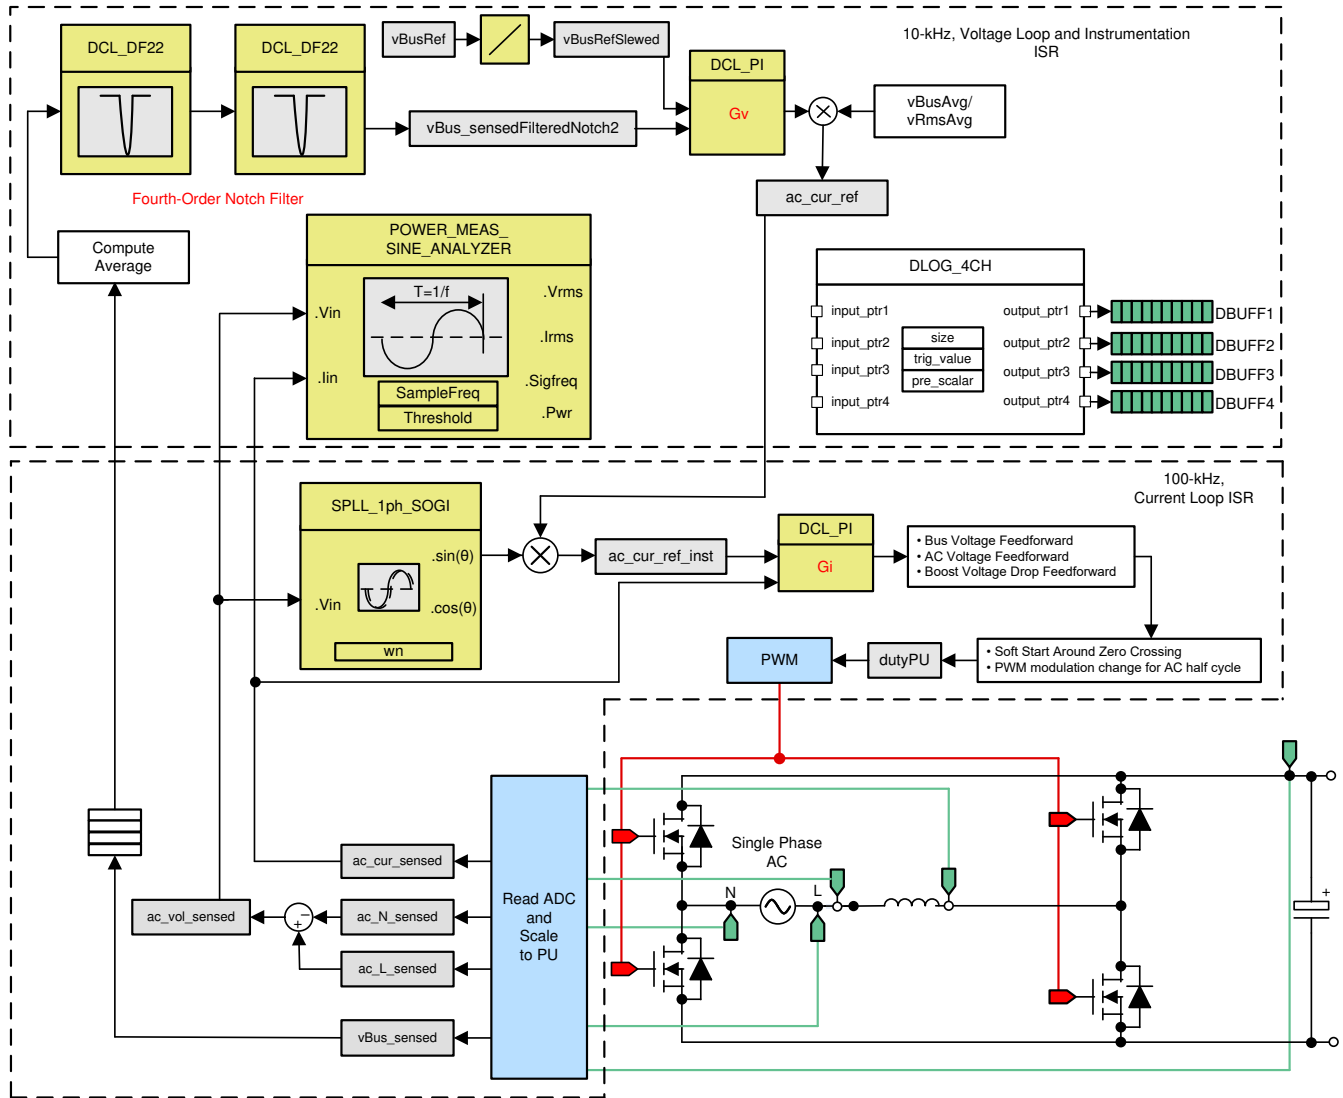 10-kHz, Voltage Loop and Instrumentation
ISR
DCL_DF22
DCL_DF22
vBusRef
vBusRefSlewed
DCL_PI
Gv
vBusAvg/
vRmsAvg
vBus_sensedFilteredNotch2
Fourth-Order Notch Filter
ac_cur_ref
Compute
Average
POWER_MEAS_
SINE_ANALYZER
T=1/f
.Vin
.Iin
.Vrms
.Irms
.Sigfreq
.Pwr
SampleFreq
Threshold
DLOG_4CH
input_ptr1
input_ptr2
input_ptr3
input_ptr4
size
trig_value
pre_scalar
output_ptr1
output_ptr2
output_ptr3
output_ptr4
DBUFF1
DBUFF2
DBUFF3
DBUFF4
100-kHz,
Current Loop ISR
SPLL_1ph_SOGI
.Vin
.sin(θ)
.cos(θ)
wn
ac_cur_ref_inst
DCL_PI
Gi
• Bus Voltage Feedforward
• AC Voltage Feedforward
• Boost Voltage Drop Feedforward
• Soft Start Around Zero Crossing
• PWM modulation change for AC half cycle
dutyPU
PWM
ac_cur_sensed
ac_vol_sensed
−
+
ac_N_sensed
ac_L_sensed
vBus_sensed
Read ADC
and
Scale
to PU
Single Phase
AC
N
L
+